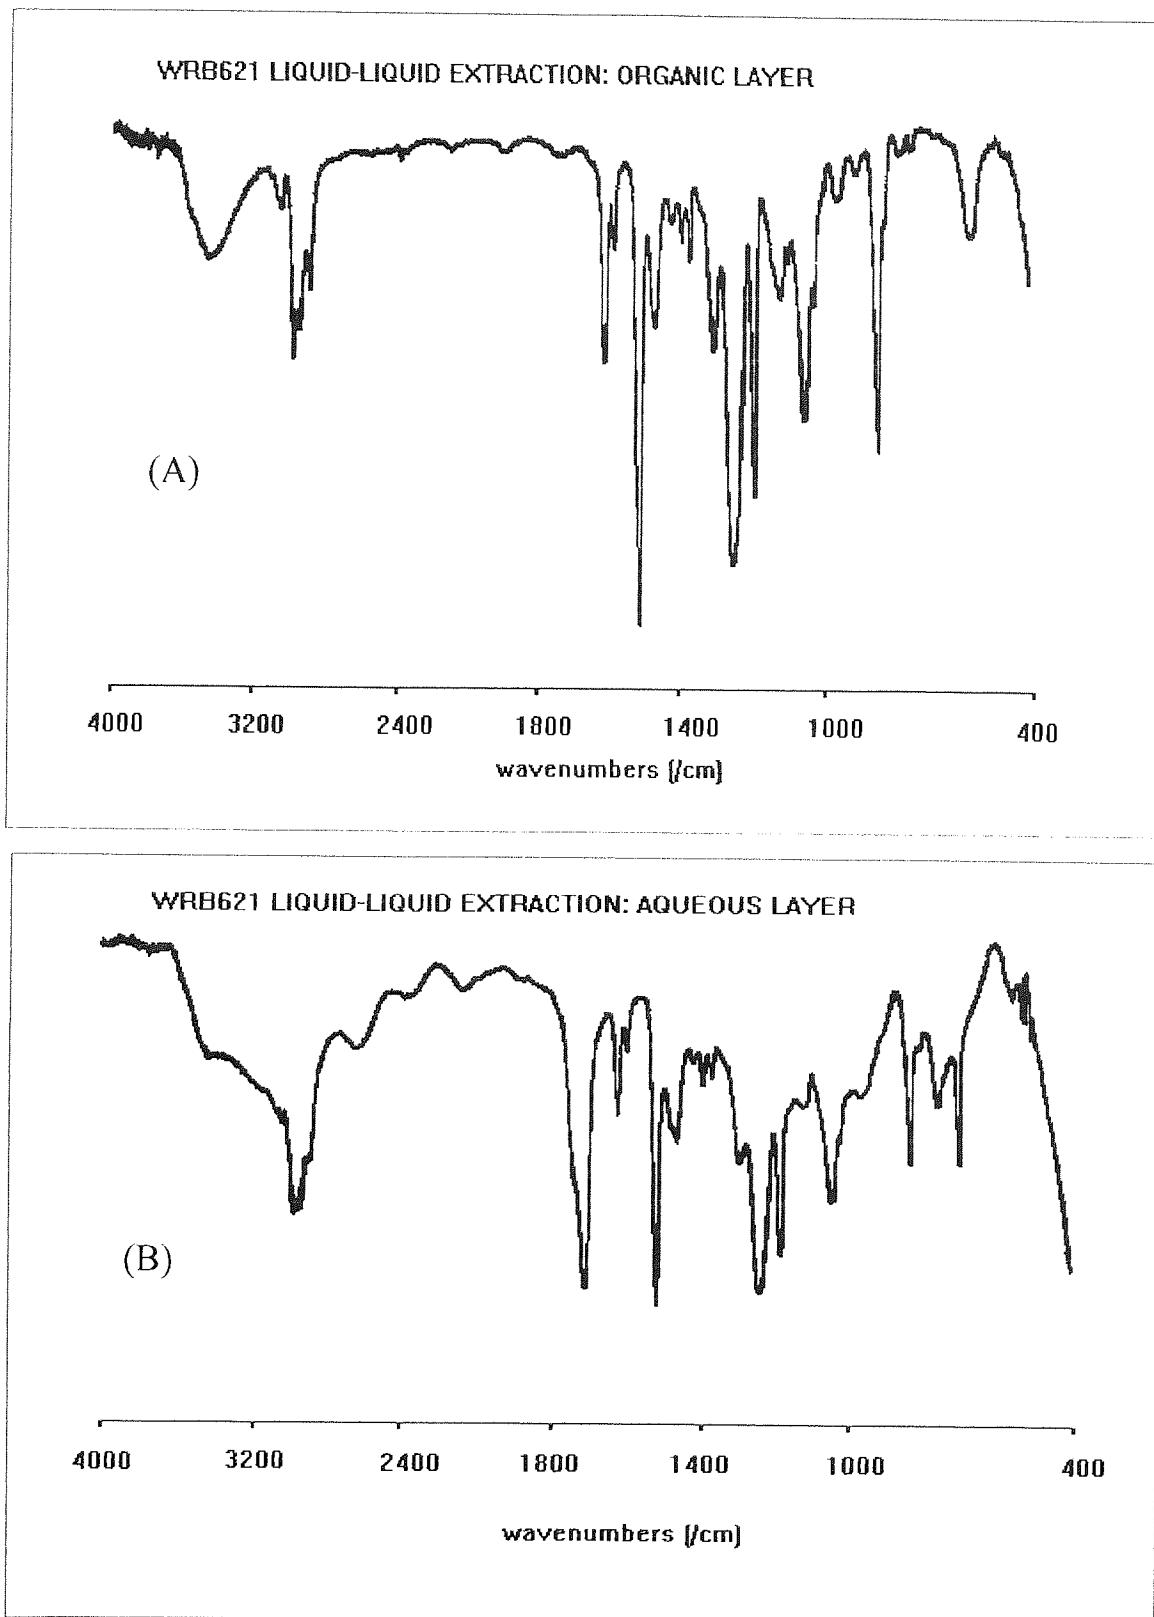 WRB621 LIQUID-LIQUID EXTRACTION: ORGANIC LAYER
(A)
4000 3200 2400 1800 1400 1000 400
wavenumbers (/cm)
WRB621 LIQUID-LIQUID EXTRACTION: AQUEOUS LAYER
(B)
4000 3200 2400 1800 1400 1000 400
wavenumbers (/cm)